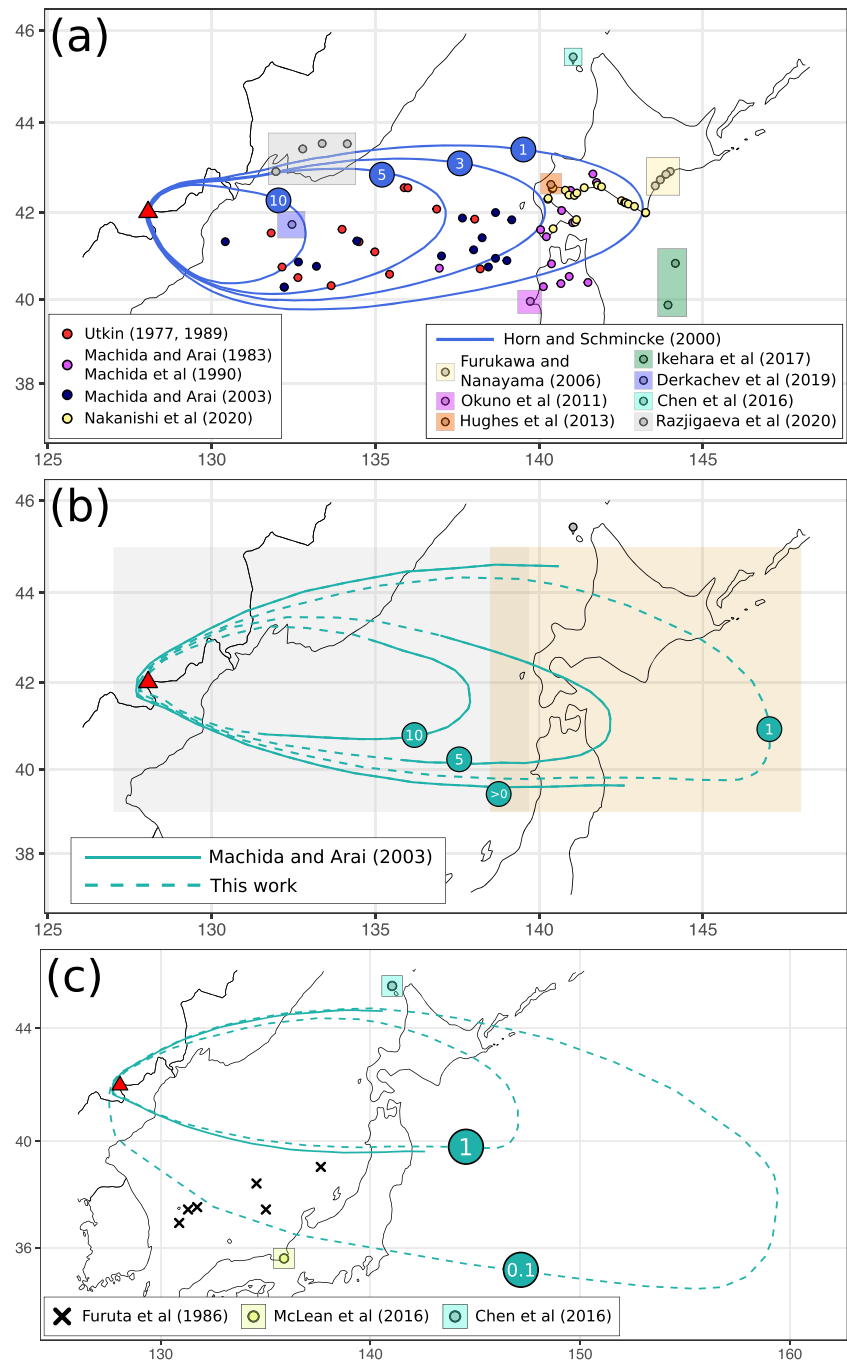 (a)
46
44
42
40
38
1
3
5
10
Utkin (1977, 1989)
Machida and Arai (1983)
Machida et al (1990)
Machida and Arai (2003)
Nakanishi et al (2020)
Horn and Schmincke (2000)
Furukawa and
Nanayama (2006)
Okuno et al (2011)
Hughes et al (2013)
Ikehara et al (2017)
Derkachev et al (2019)
Chen et al (2016)
Razjigaeva et al (2020)
125 130 135 140 145
(b)
46
44
42
40
38
10
5
>0
1
Machida and Arai (2003)
This work
125 130 135 140 145
(c)
44
40
36
1
0.1
Furuta et al (1986) McLean et al (2016) Chen et al (2016)
130 140 150 160